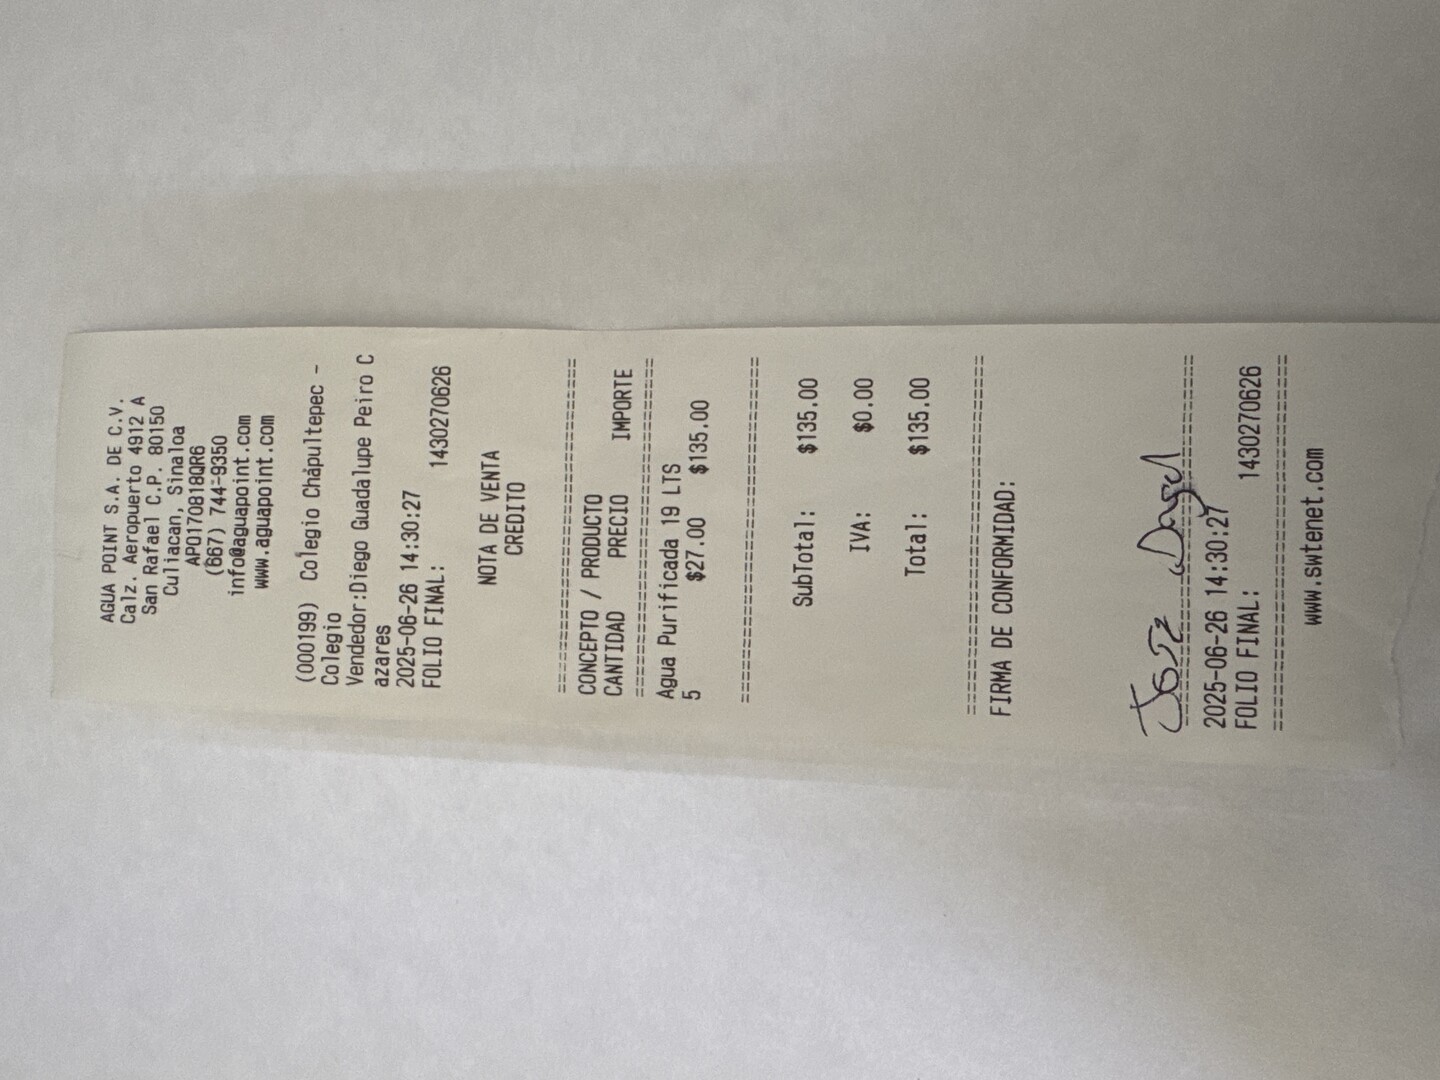 AGUA POINT S.A. DE C.V.
Calz. Aeropuerto 4912 A
San Rafael C.P. 80150
Culiacan, Sinaloa
APO170818QR6
(667) 744-9350
info@aguapoint.com
www.aguapoint.com
(000199) Colegio Chapultepec -
Colegio
Vendedor:Diego Guadalupe Peiro C
azares
2025-06-26 14:30:27
FOLIO FINAL: 1430270626
NOTA DE VENTA
CREDITO
================================
CONCEPTO / PRODUCTO
CANTIDAD PRECIO IMPORTE
================================
Agua Purificada 19 LTS
5 $27.00 $135.00
================================
SubTotal: $135.00
IVA: $0.00
Total: $135.00
================================
FIRMA DE CONFORMIDAD:
Jose David
================================
2025-06-26 14:30:27
FOLIO FINAL: 1430270626
================================
www.swtenet.com